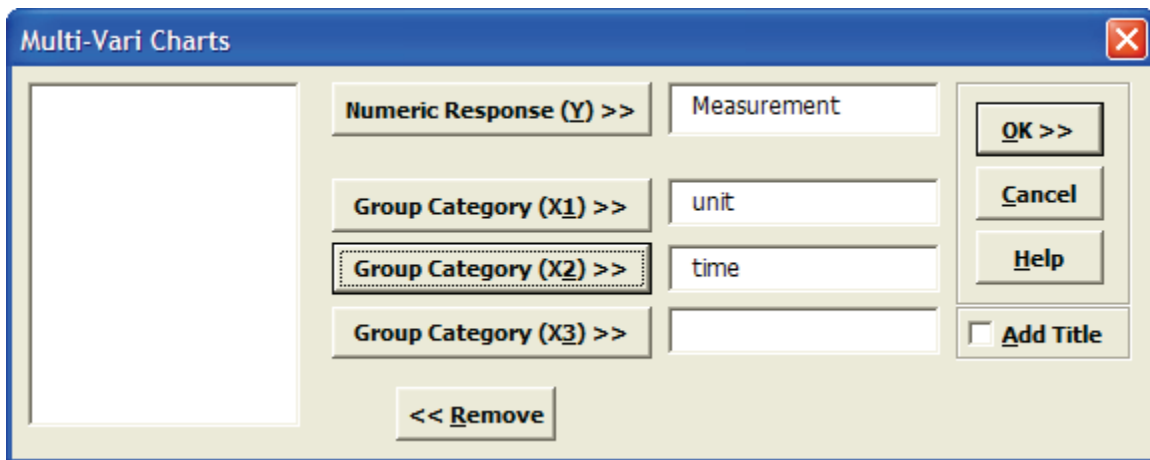 Multi-Vari Charts
Numeric Response (Y) >>
Measurement
OK >>
Group Category (X1) >>
unit
Cancel
Group Category (X2) >>
time
Help
Group Category (X3) >>
Add Title
<< Remove